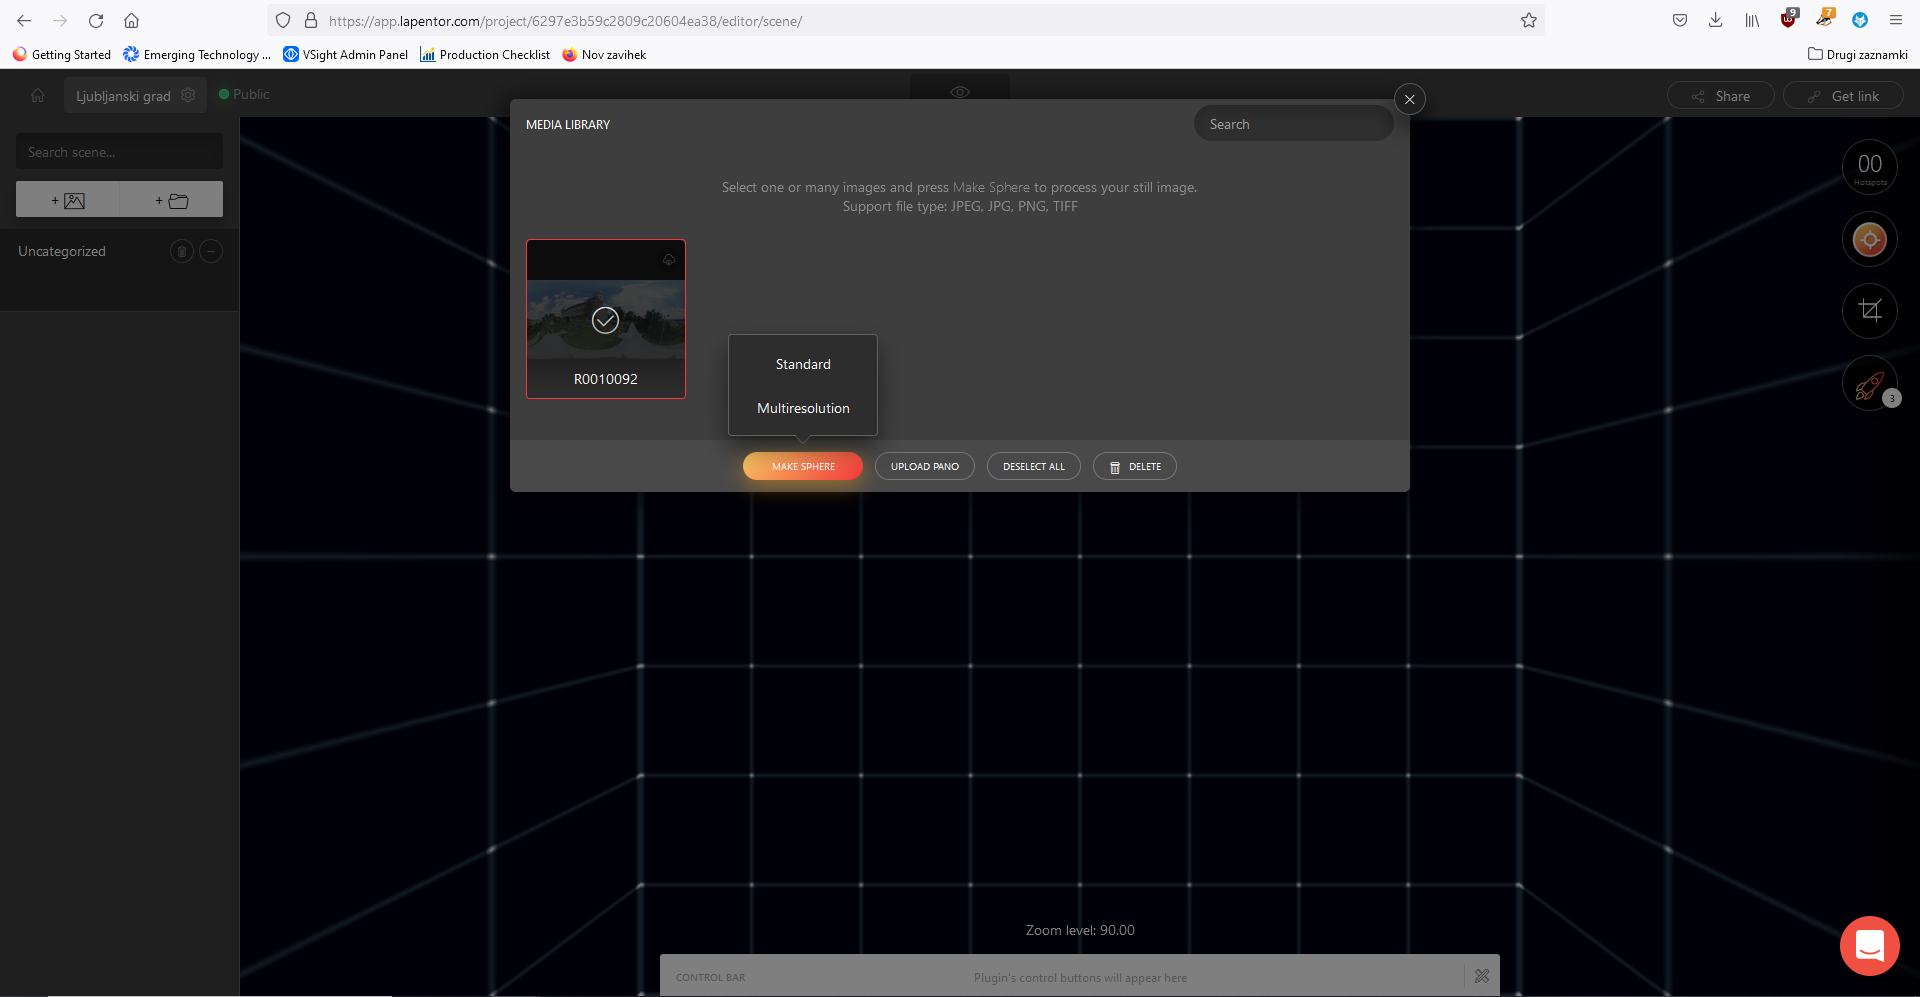 https://app.lapentor.com/project/6297e3b59c2809c20604ea38/editor/scene/
9
7
Getting Started
Emerging Technology ...
VSight Admin Panel
Production Checklist
Nov zavihek
Drugi zaznamki
Ljubljanski grad
Public
Share
Get link
MEDIA LIBRARY
Search
Search scene...
00
Hotspots
+
+
Select one or many images and press Make Sphere to process your still image.
Support file type: JPEG, JPG, PNG, TIFF
Uncategorized
Standard
R0010092
Multiresolution
3
MAKE SPHERE
UPLOAD PANO
DESELECT ALL
DELETE
Zoom level: 90.00
CONTROL BAR
Plugin's control buttons will appear here